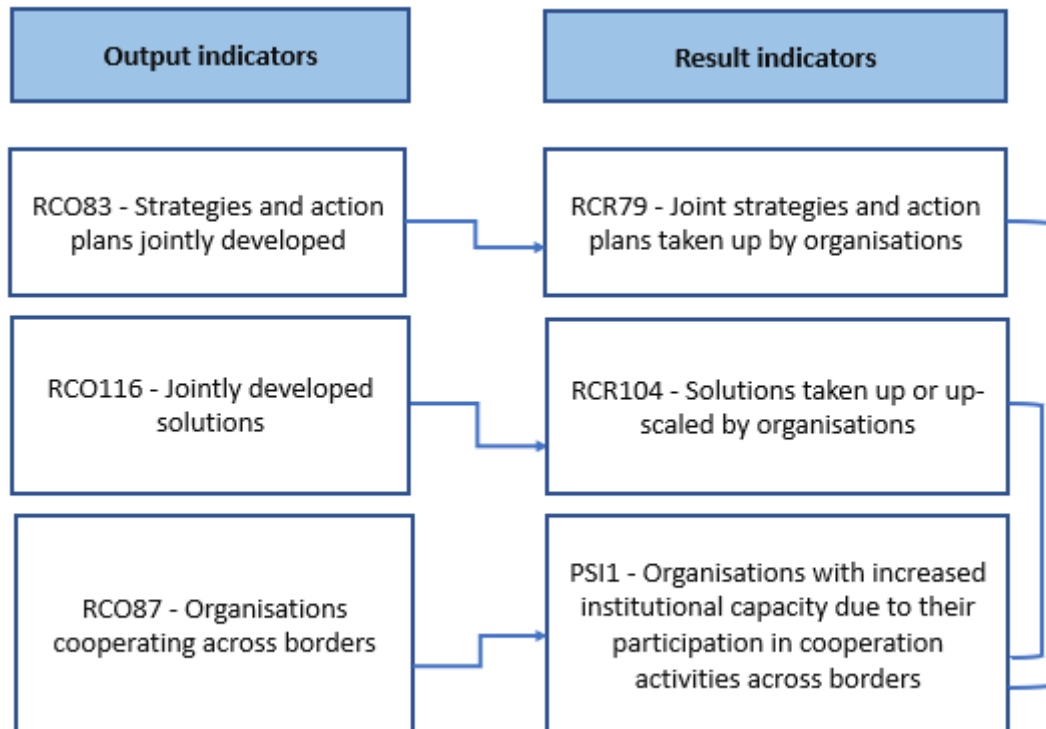 Output indicators
Result indicators
RCO83 - Strategies and action
plans jointly developed
RCR79 - Joint strategies and action
plans taken up by organisations
RCO116 - Jointly developed
solutions
RCR104 - Solutions taken up or up-
scaled by organisations
RCO87 - Organisations
cooperating across borders
PSI1 - Organisations with increased
institutional capacity due to their
participation in cooperation
activities across borders